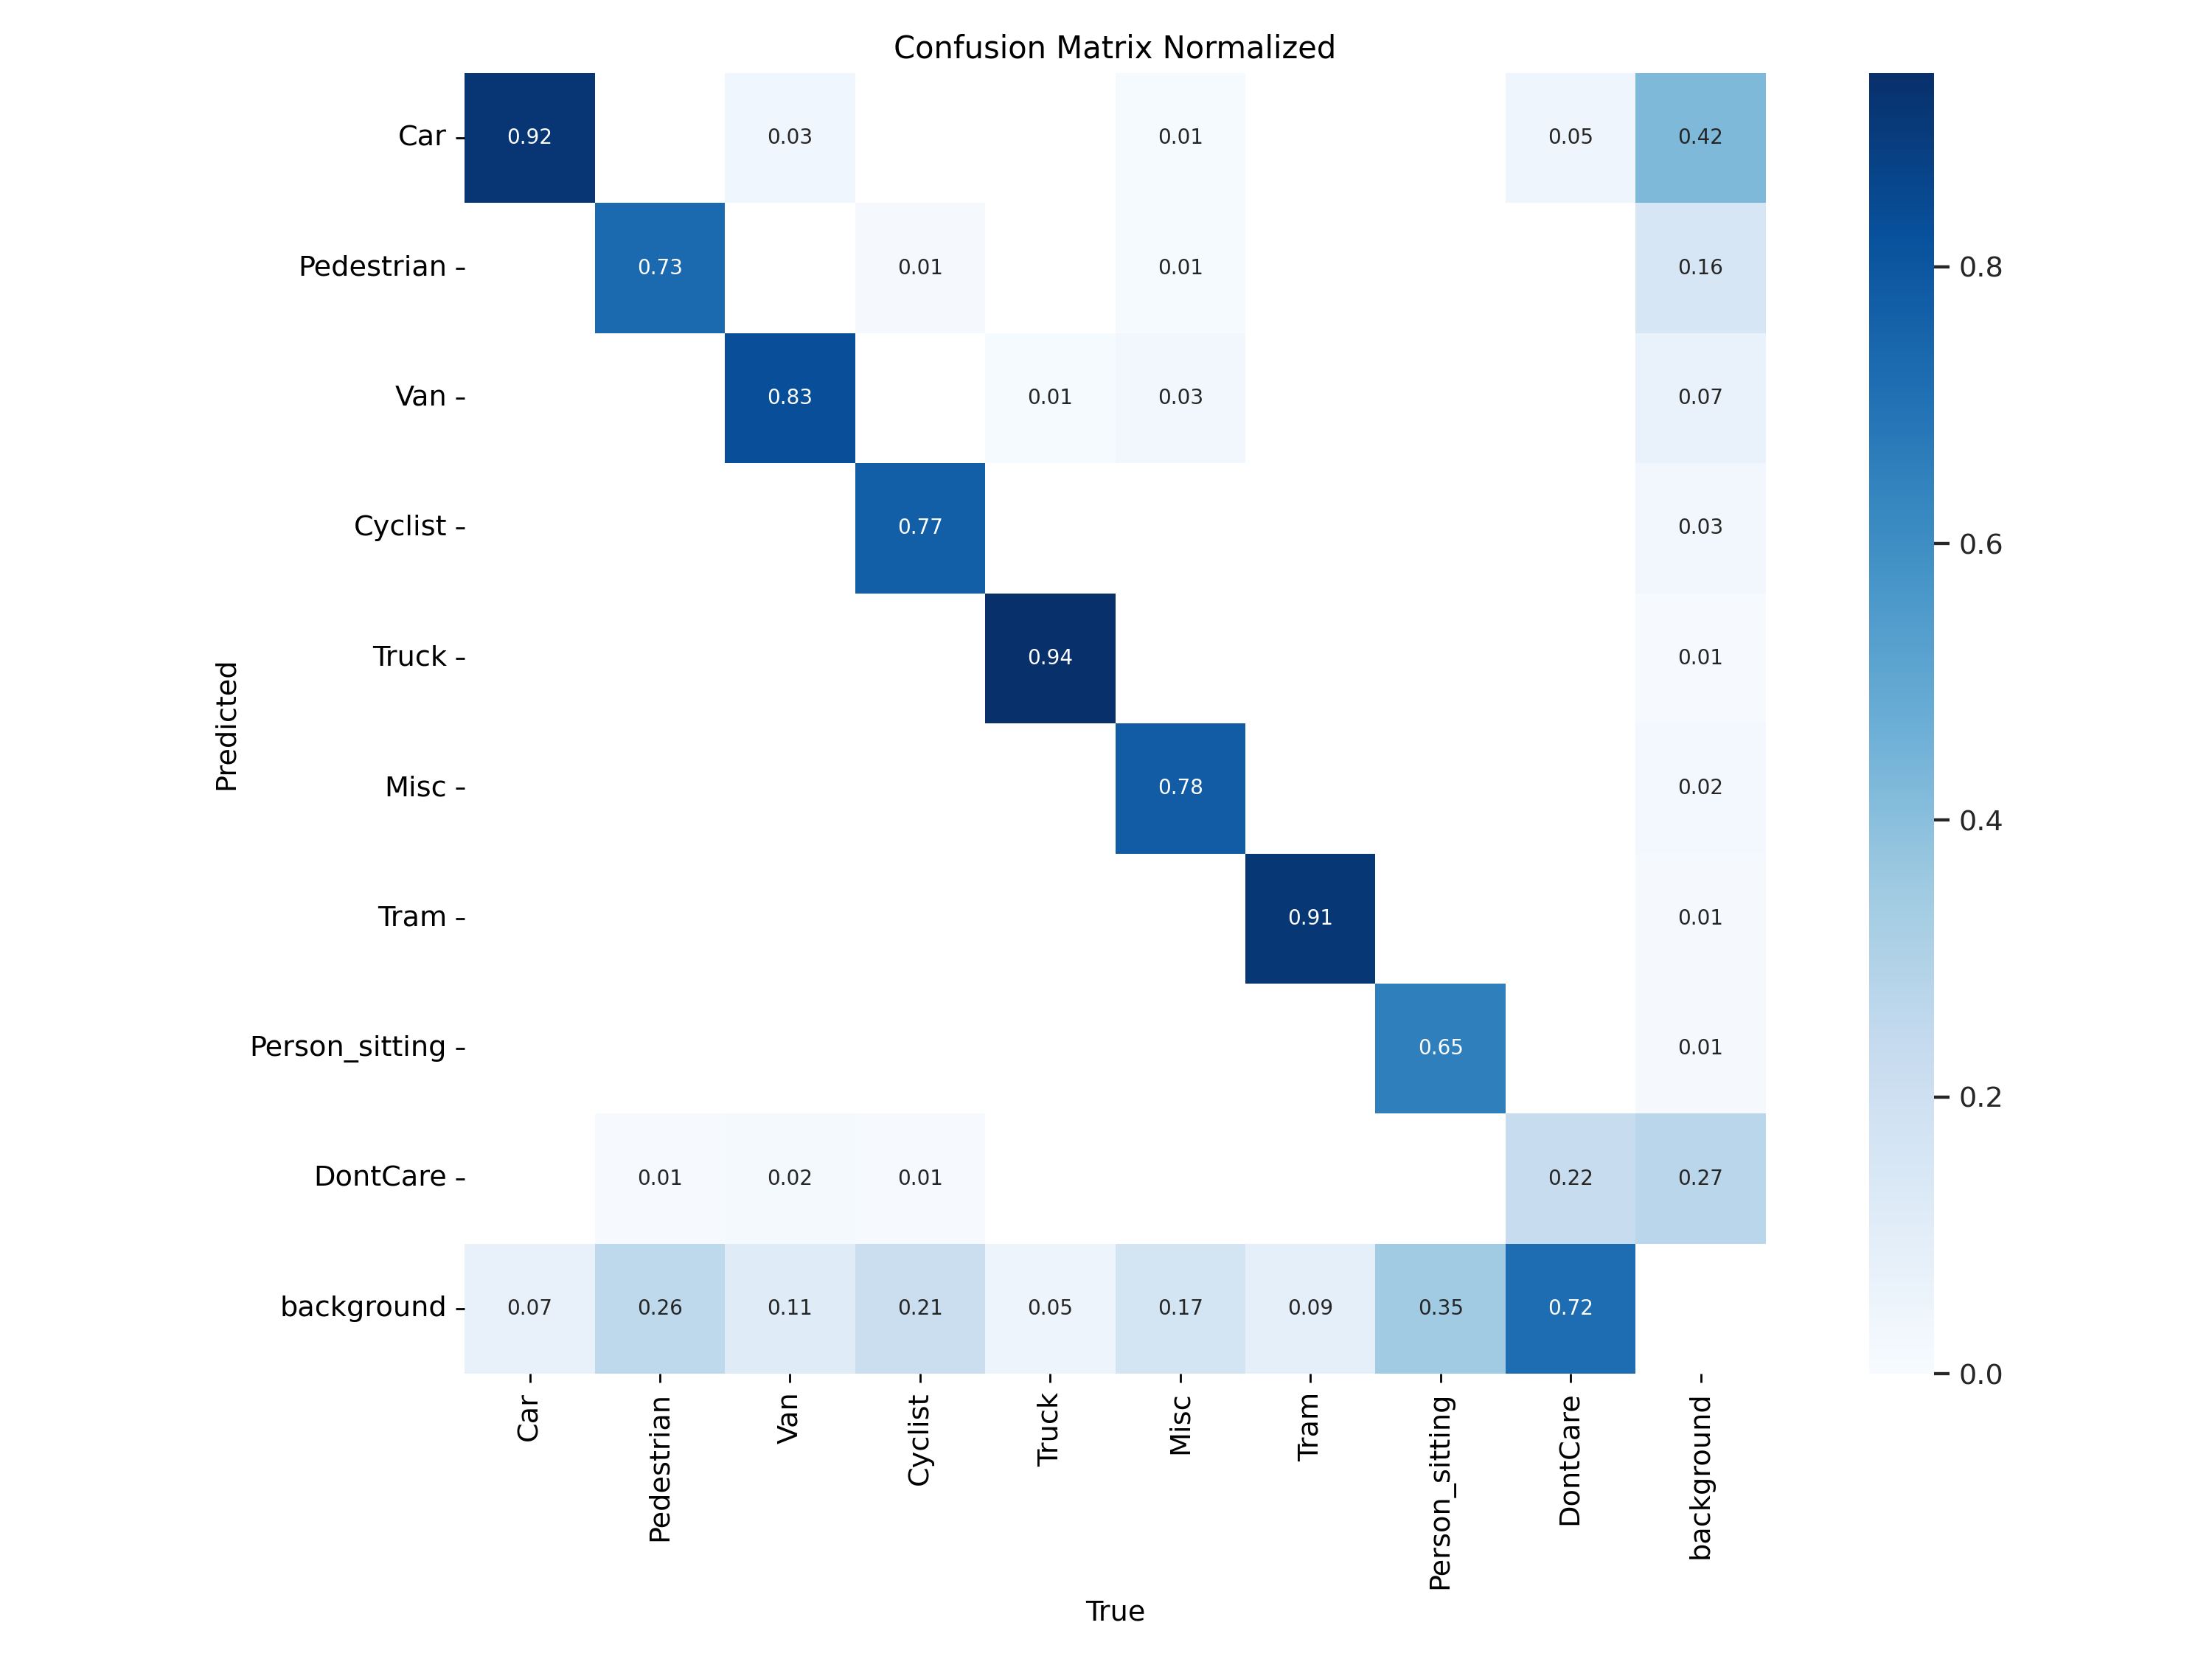 Confusion Matrix Normalized
Car 0.92 0.03 0.01 0.05 0.42
Pedestrian 0.73 0.01 0.01 0.16 0.8
Van 0.83 0.01 0.03 0.07
Cyclist 0.77 0.03 0.6
Truck 0.94 0.01
Predicted
Misc 0.78 0.02 0.4
Tram 0.91 0.01
Person_sitting 0.65 0.01
DontCare 0.01 0.02 0.01 0.22 0.27 0.2
background 0.07 0.26 0.11 0.21 0.05 0.17 0.09 0.35 0.72
0.0
Car Pedestrian Van Cyclist Truck Misc Tram Person_sitting DontCare background
True